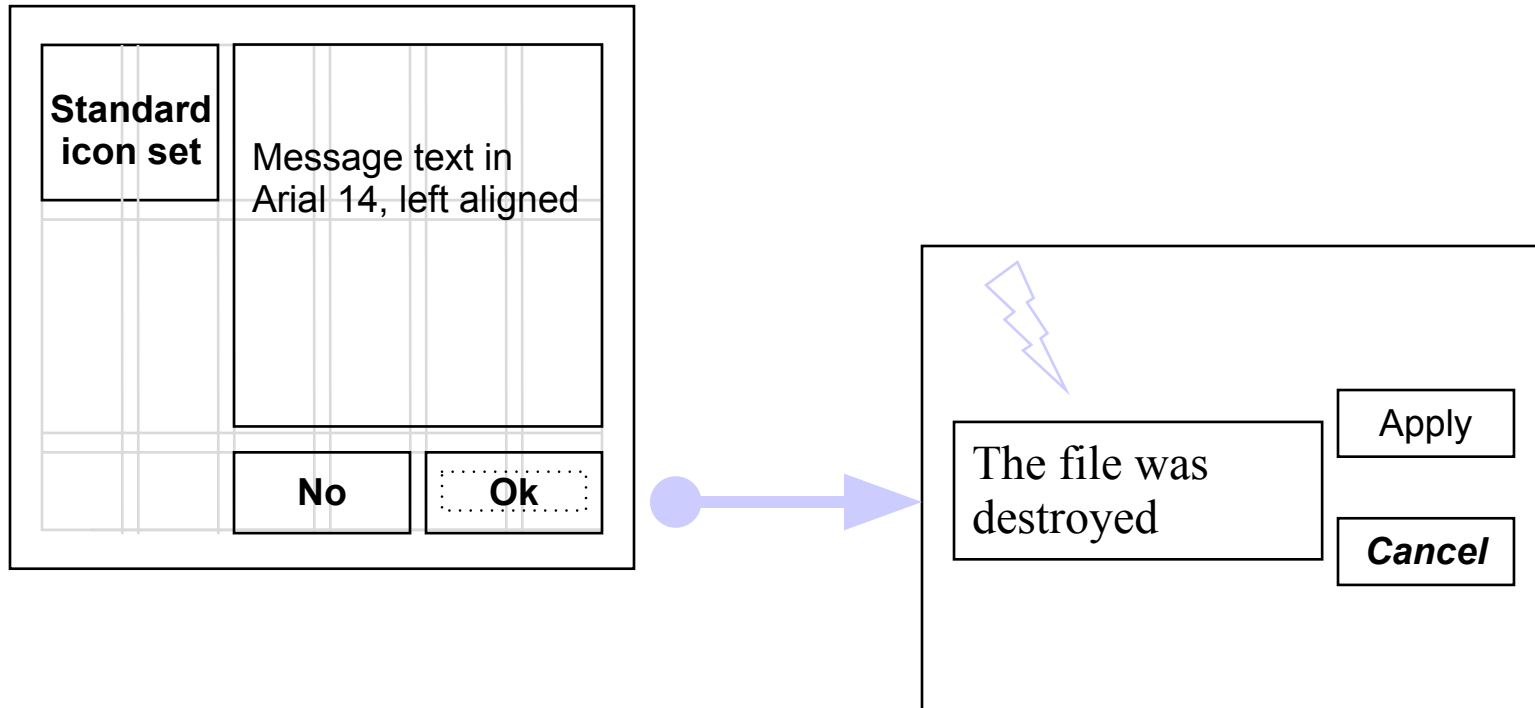 Standard
icon set
Message text in
Arial 14, left aligned
No
Ok
The file was
destroyed
Apply
Cancel